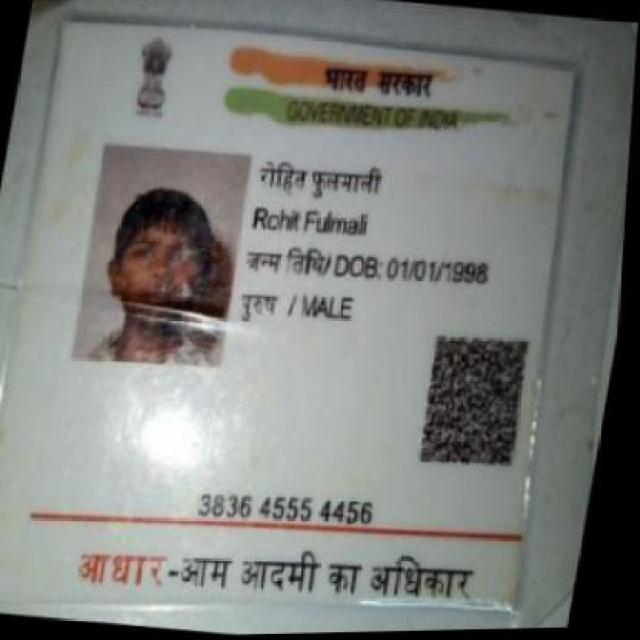 भारत सरकार
GOVERNMENT OF INDIA
रोहित फुलमाली
Rohit Fulmali
जन्म तिथि/ DOB: 01/01/1998
पुरुष / MALE
3836 4555 4456
आधार-आम आदमी का अधिकार